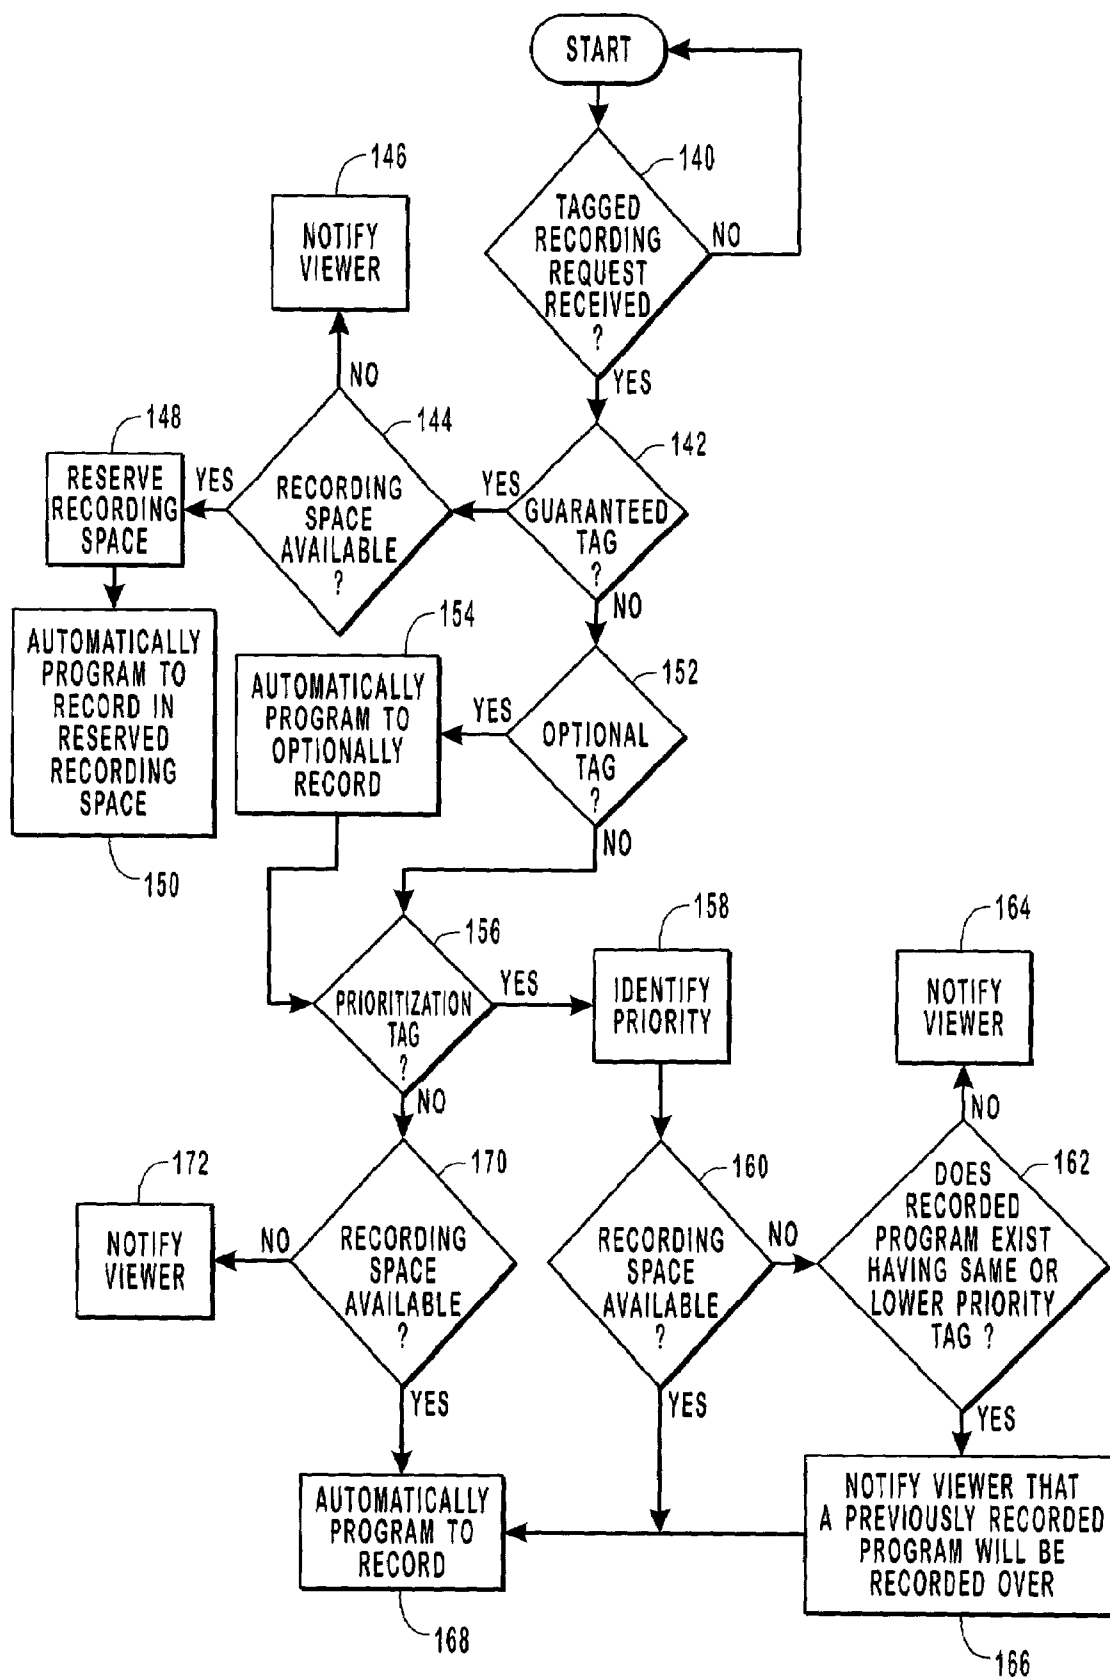 START
140
TAGGED
RECORDING
REQUEST
RECEIVED
?
NO
YES
146
NOTIFY
VIEWER
NO
144
RECORDING
SPACE
AVAILABLE
?
YES
142
GUARANTEED
TAG
?
YES
NO
148
RESERVE
RECORDING
SPACE
AUTOMATICALLY
PROGRAM TO
RECORD IN
RESERVED
RECORDING
SPACE
150
154
AUTOMATICALLY
PROGRAM TO
OPTIONALLY
RECORD
YES
152
OPTIONAL
TAG
?
NO
156
PRIORITIZATION
TAG
?
YES
NO
158
IDENTIFY
PRIORITY
164
NOTIFY
VIEWER
NO
172
NOTIFY
VIEWER
NO
170
RECORDING
SPACE
AVAILABLE
?
YES
160
RECORDING
SPACE
AVAILABLE
?
NO
YES
162
DOES
RECORDED
PROGRAM EXIST
HAVING SAME OR
LOWER PRIORITY
TAG ?
YES
AUTOMATICALLY
PROGRAM TO
RECORD
168
NOTIFY VIEWER THAT
A PREVIOUSLY RECORDED
PROGRAM WILL BE
RECORDED OVER
166